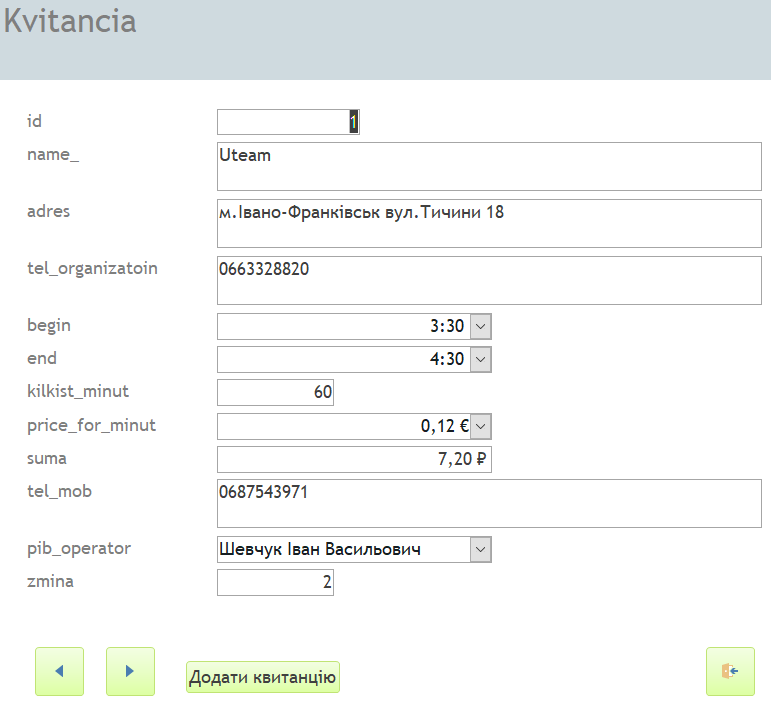 Kvitancia
id 1
name_ Uteam
adres м.Івано-Франківськ вул.Тичини 18
tel_organizatoin 0663328820
begin 3:30
end 4:30
kilkist_minut 60
price_for_minut 0,12 €
suma 7,20 ₽
tel_mob 0687543971
pib_operator Шевчук Іван Васильович
zmina 2
Додати квитанцію